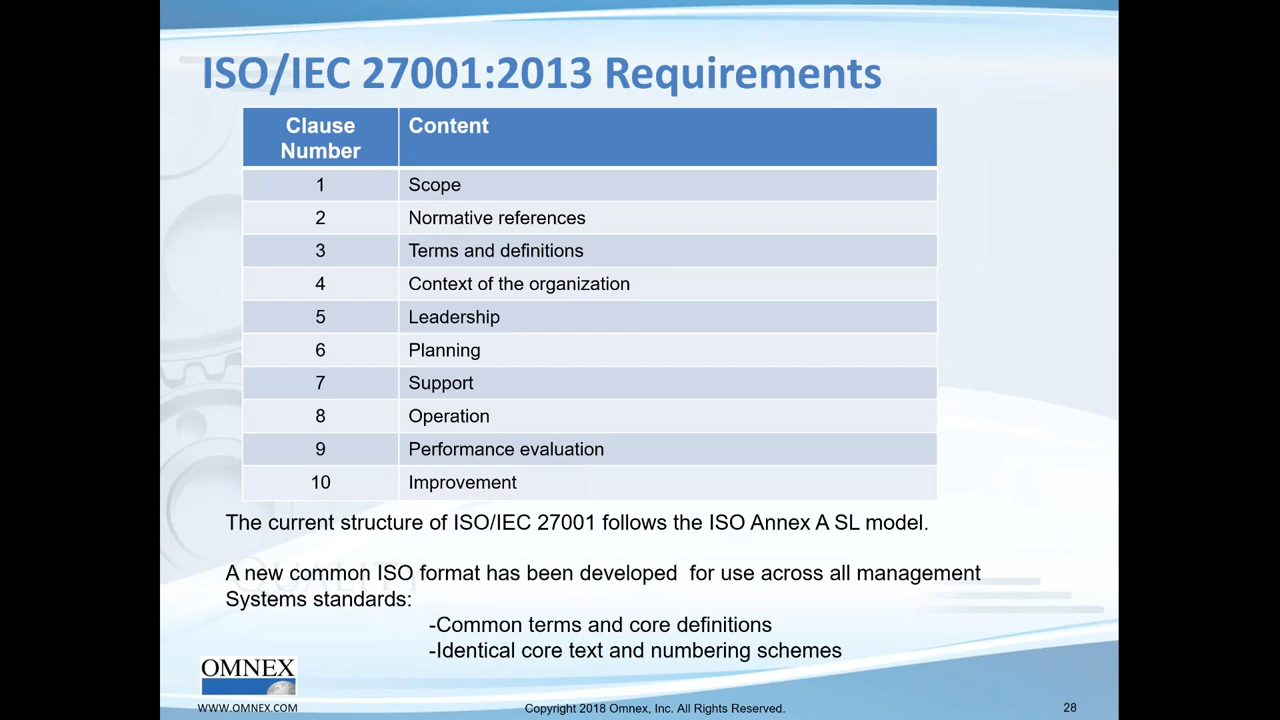 ISO/IEC 27001:2013 Requirements
Clause Number Content
1 Scope
2 Normative references
3 Terms and definitions
4 Context of the organization
5 Leadership
6 Planning
7 Support
8 Operation
9 Performance evaluation
10 Improvement
The current structure of ISO/IEC 27001 follows the ISO Annex A SL model.
A new common ISO format has been developed  for use across all management
Systems standards:
-Common terms and core definitions
-Identical core text and numbering schemes
OMNEX
WWW.OMNEX.COM
Copyright 2018 Omnex, Inc. All Rights Reserved.
28